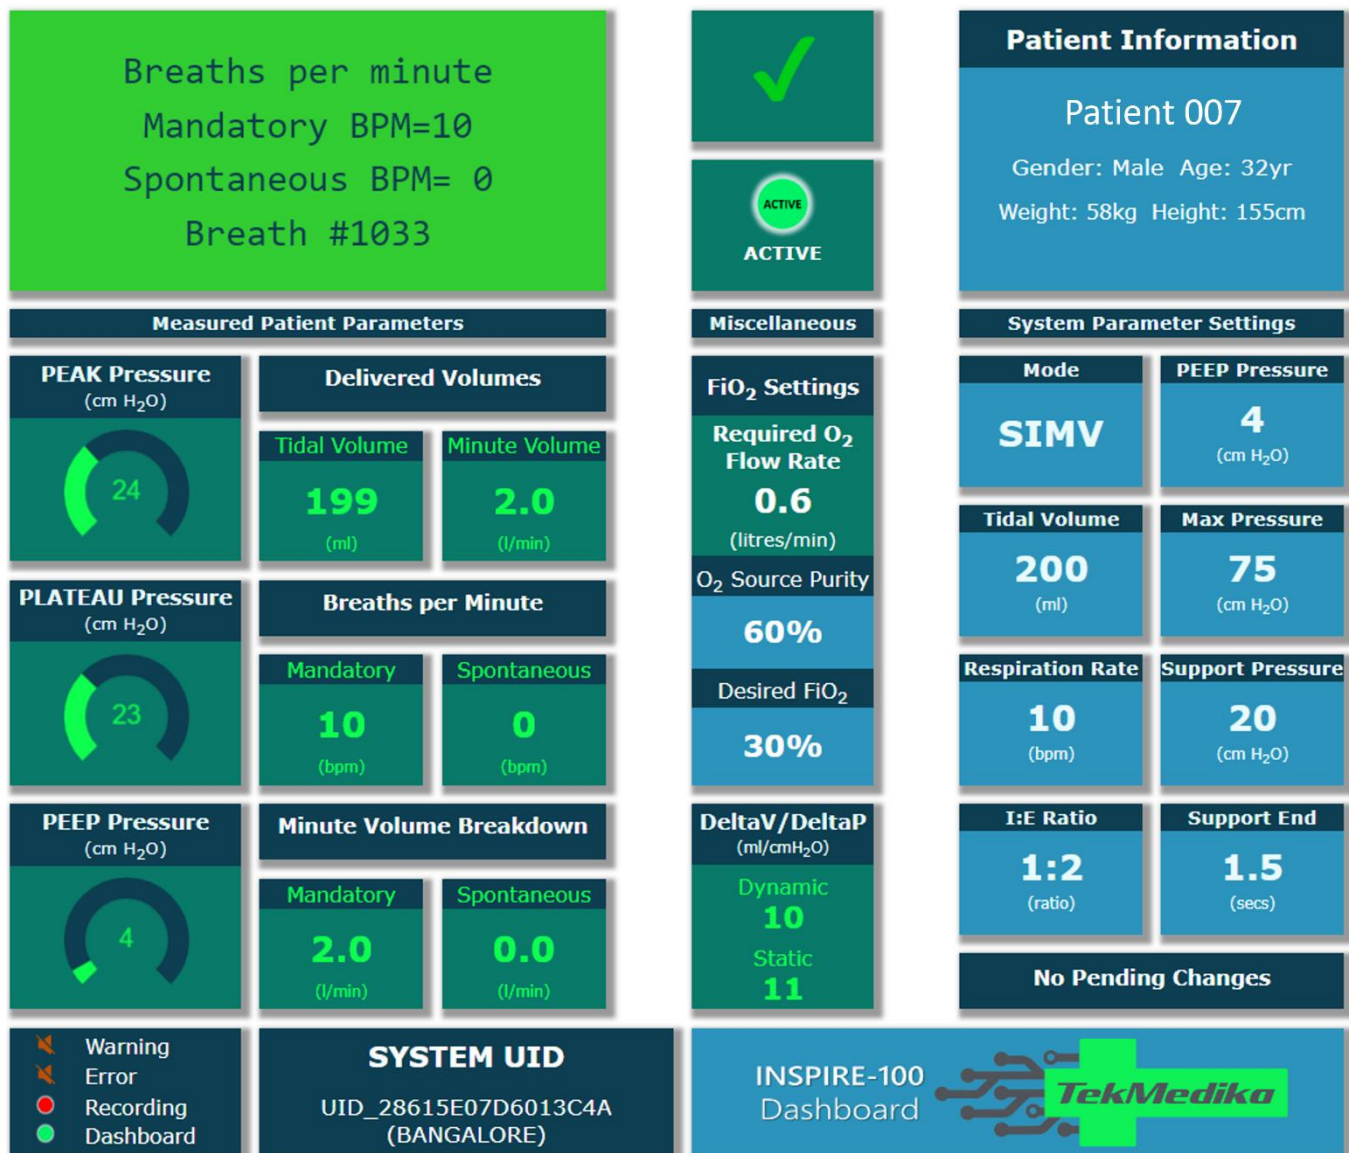 Breaths per minute
Mandatory BPM=10
Spontaneous BPM= 0
Breath #1033
✓
ACTIVE
ACTIVE
Patient Information
Patient 007
Gender: Male Age: 32yr
Weight: 58kg Height: 155cm
Measured Patient Parameters
PEAK Pressure
(cm H₂O)
24
Delivered Volumes
Tidal Volume
199
(ml)
Minute Volume
2.0
(l/min)
PLATEAU Pressure
(cm H₂O)
23
Breaths per Minute
Mandatory
10
(bpm)
Spontaneous
0
(bpm)
PEEP Pressure
(cm H₂O)
4
Minute Volume Breakdown
Mandatory
2.0
(l/min)
Spontaneous
0.0
(l/min)
Miscellaneous
FiO₂ Settings
Required O₂
Flow Rate
0.6
(litres/min)
O₂ Source Purity
60%
Desired FiO₂
30%
DeltaV/DeltaP
(ml/cmH₂O)
Dynamic
10
Static
11
System Parameter Settings
Mode
SIMV
PEEP Pressure
4
(cm H₂O)
Tidal Volume
200
(ml)
Max Pressure
75
(cm H₂O)
Respiration Rate
10
(bpm)
Support Pressure
20
(cm H₂O)
I:E Ratio
1:2
(ratio)
Support End
1.5
(secs)
No Pending Changes
Warning
Error
Recording
Dashboard
SYSTEM UID
UID_28615E07D6013C4A
(BANGALORE)
INSPIRE-100
Dashboard
TekMedika